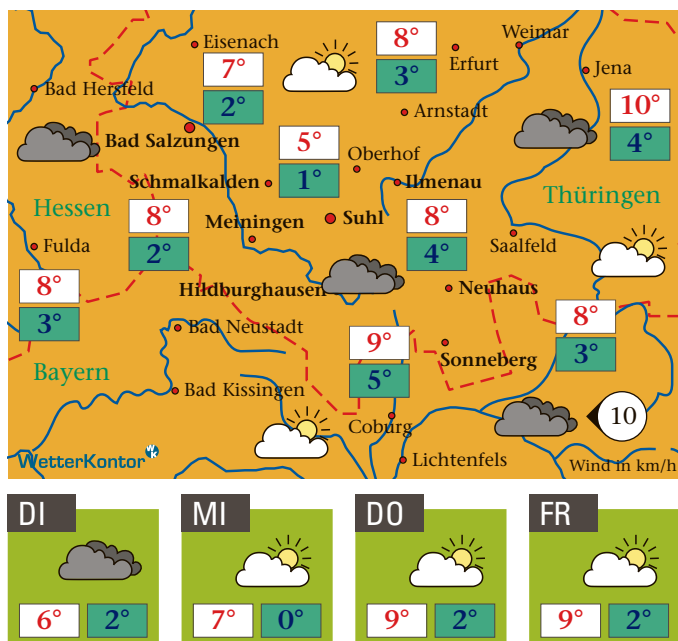 Eisenach
8°
3°
Erfurt
Weimar
7°
2°
Jena
Bad Hersfeld
10°
4°
Arnstadt
Bad Salzungen
5°
1°
Oberhof
Schmalkalden
Ilmenau
Thüringen
Hessen
8°
2°
Meiningen
Suhl
8°
4°
Fulda
Saalfeld
8°
3°
Hildburghausen
Neuhaus
8°
3°
Bad Neustadt
9°
5°
Sonneberg
Bayern
Bad Kissingen
Coburg
10
WetterKontor
Lichtenfels
Wind in km/h
DI
6° 2°
MI
7° 0°
DO
9° 2°
FR
9° 2°